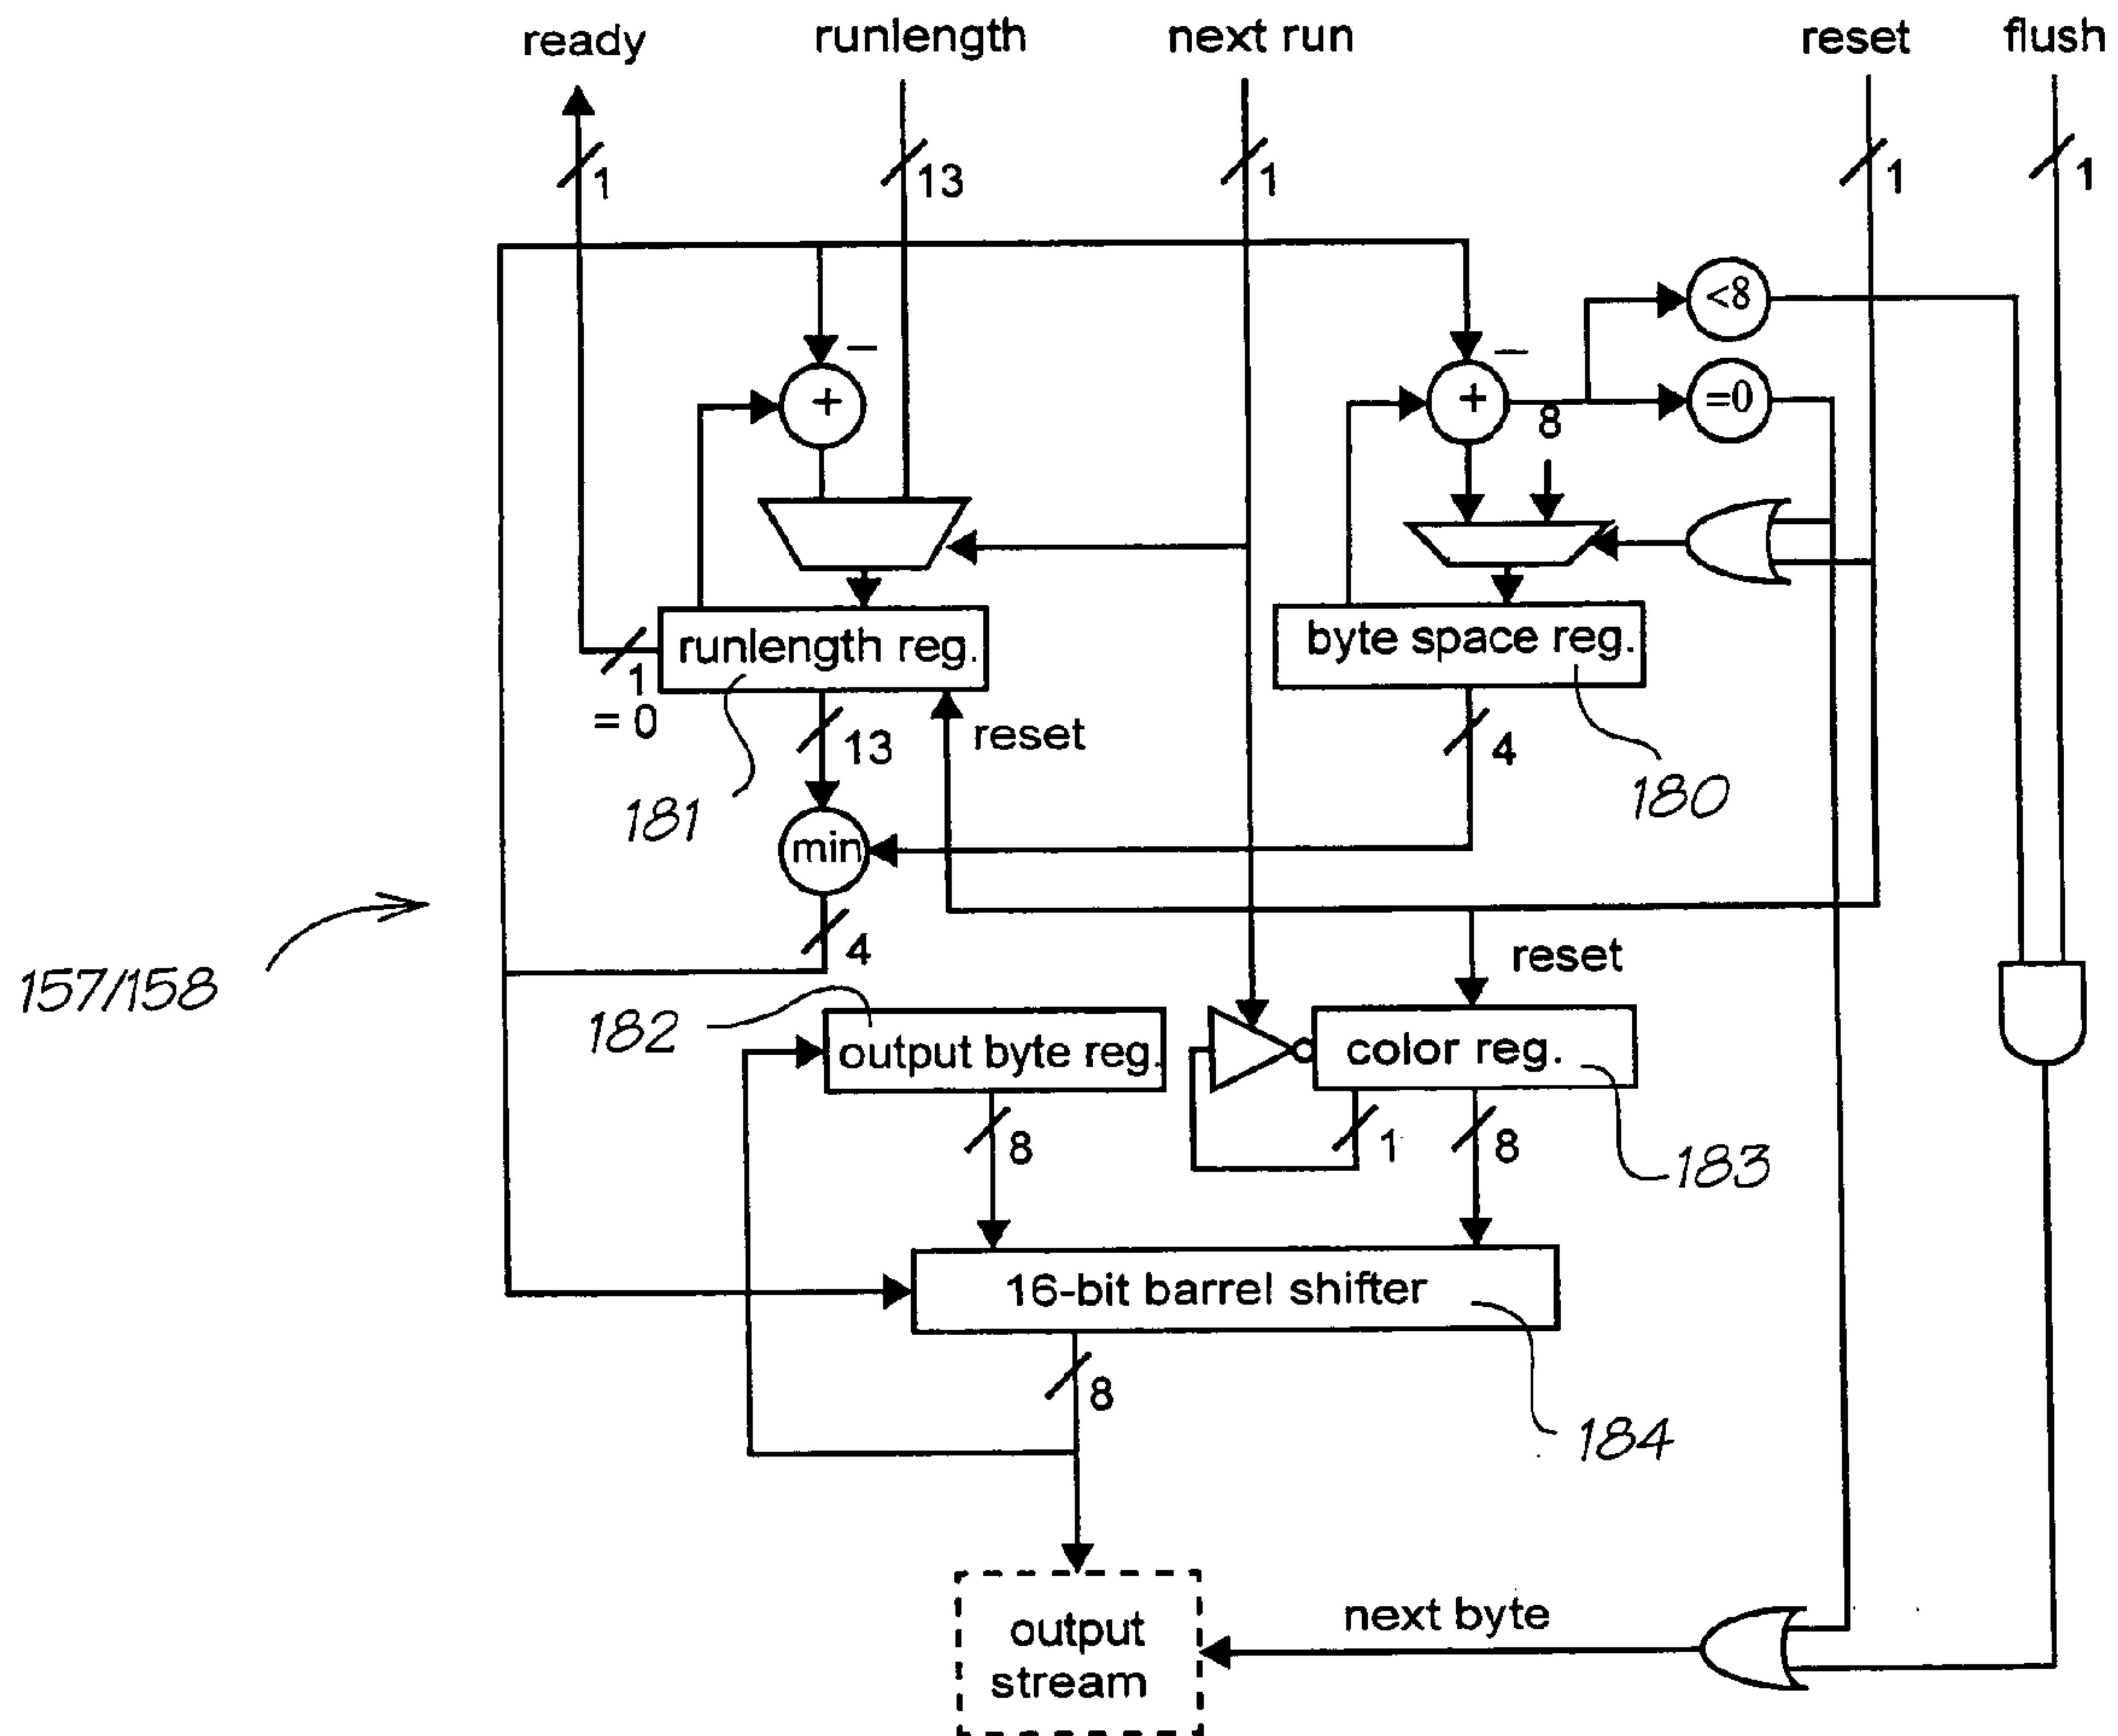 ready
runlength
next run
reset
flush
1
13
1
1
1
<8
−
−
+
+
=0
8
runlength reg.
byte space reg.
1
= 0
13
reset
4
181
180
min
4
reset
157/158
182
output byte reg.
color reg.
8
1
8
183
16-bit barrel shifter
8
184
next byte
output
stream